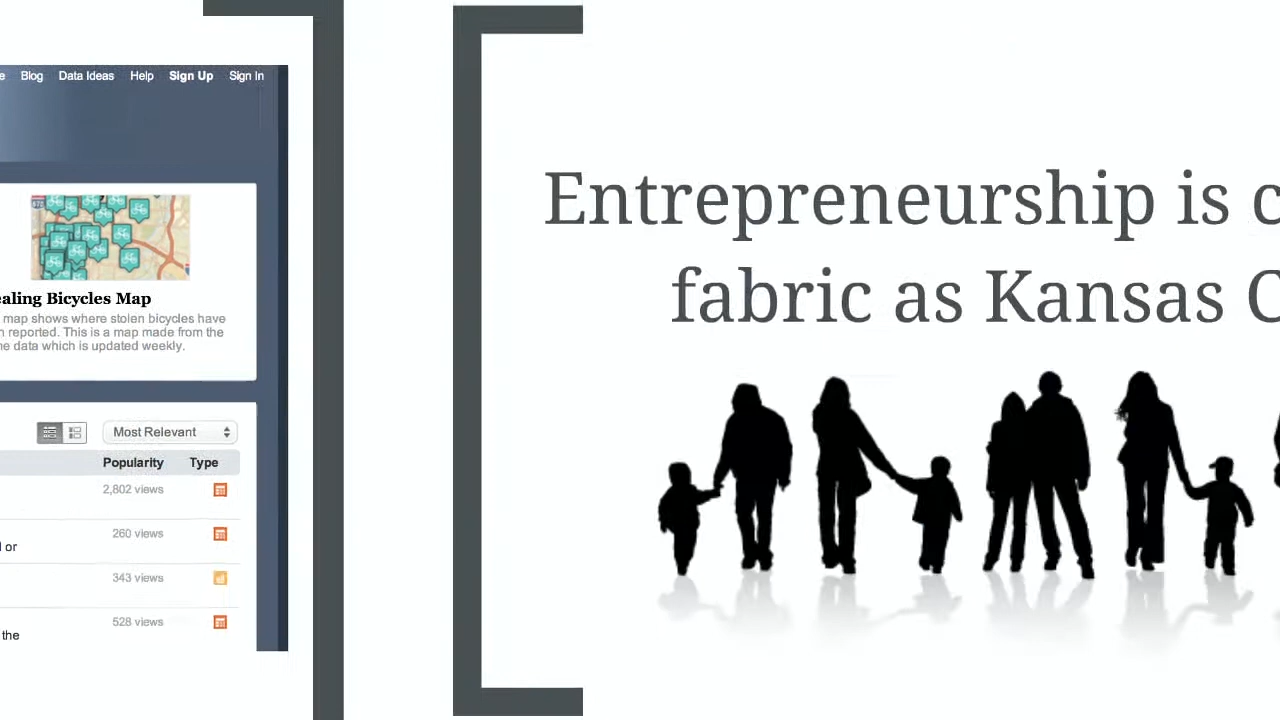 Blog Data Ideas Help Sign Up Sign In
Bicycles Map
map shows where stolen bicycles have
reported. This is a map made from the
data which is updated weekly.
Most Relevant
Popularity Type
2,802 views
260 views
or
343 views
528 views
the
Entrepreneurship is
fabric as Kansas